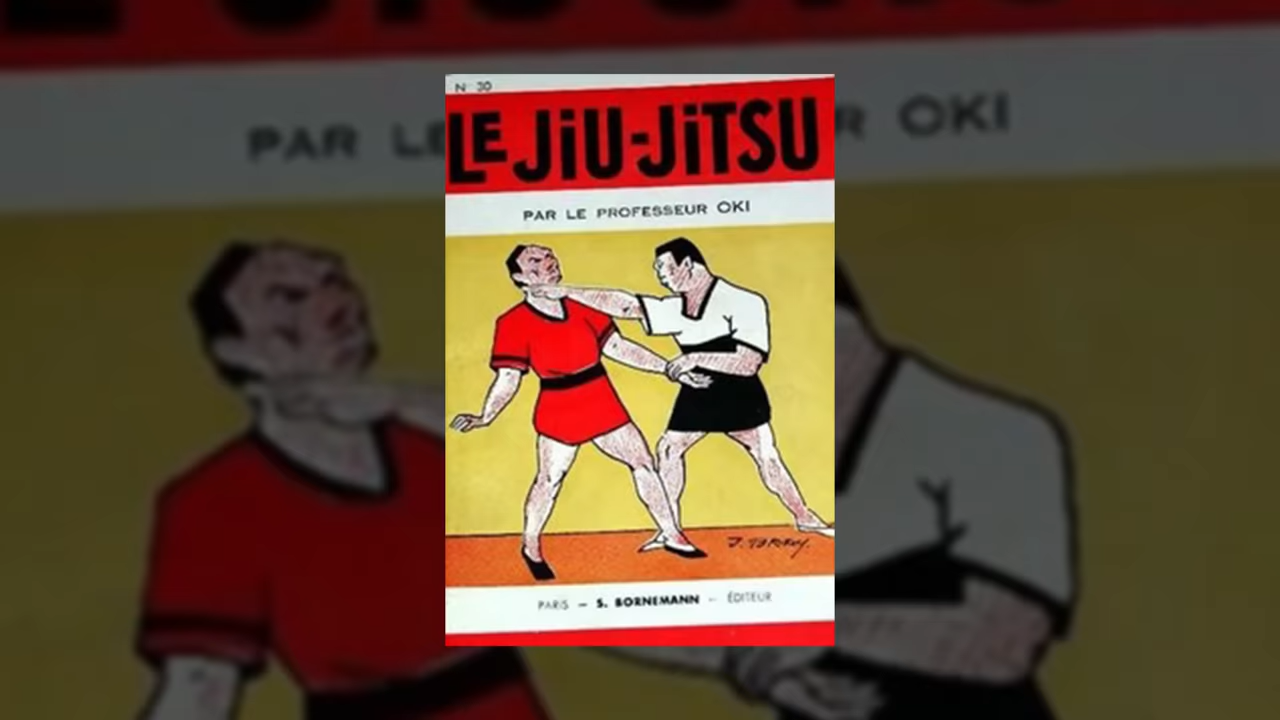 N° 30
LE JiU-JiTSU
PAR LE PROFESSEUR OKI
PARIS — S. BORNEMANN — ÉDITEUR